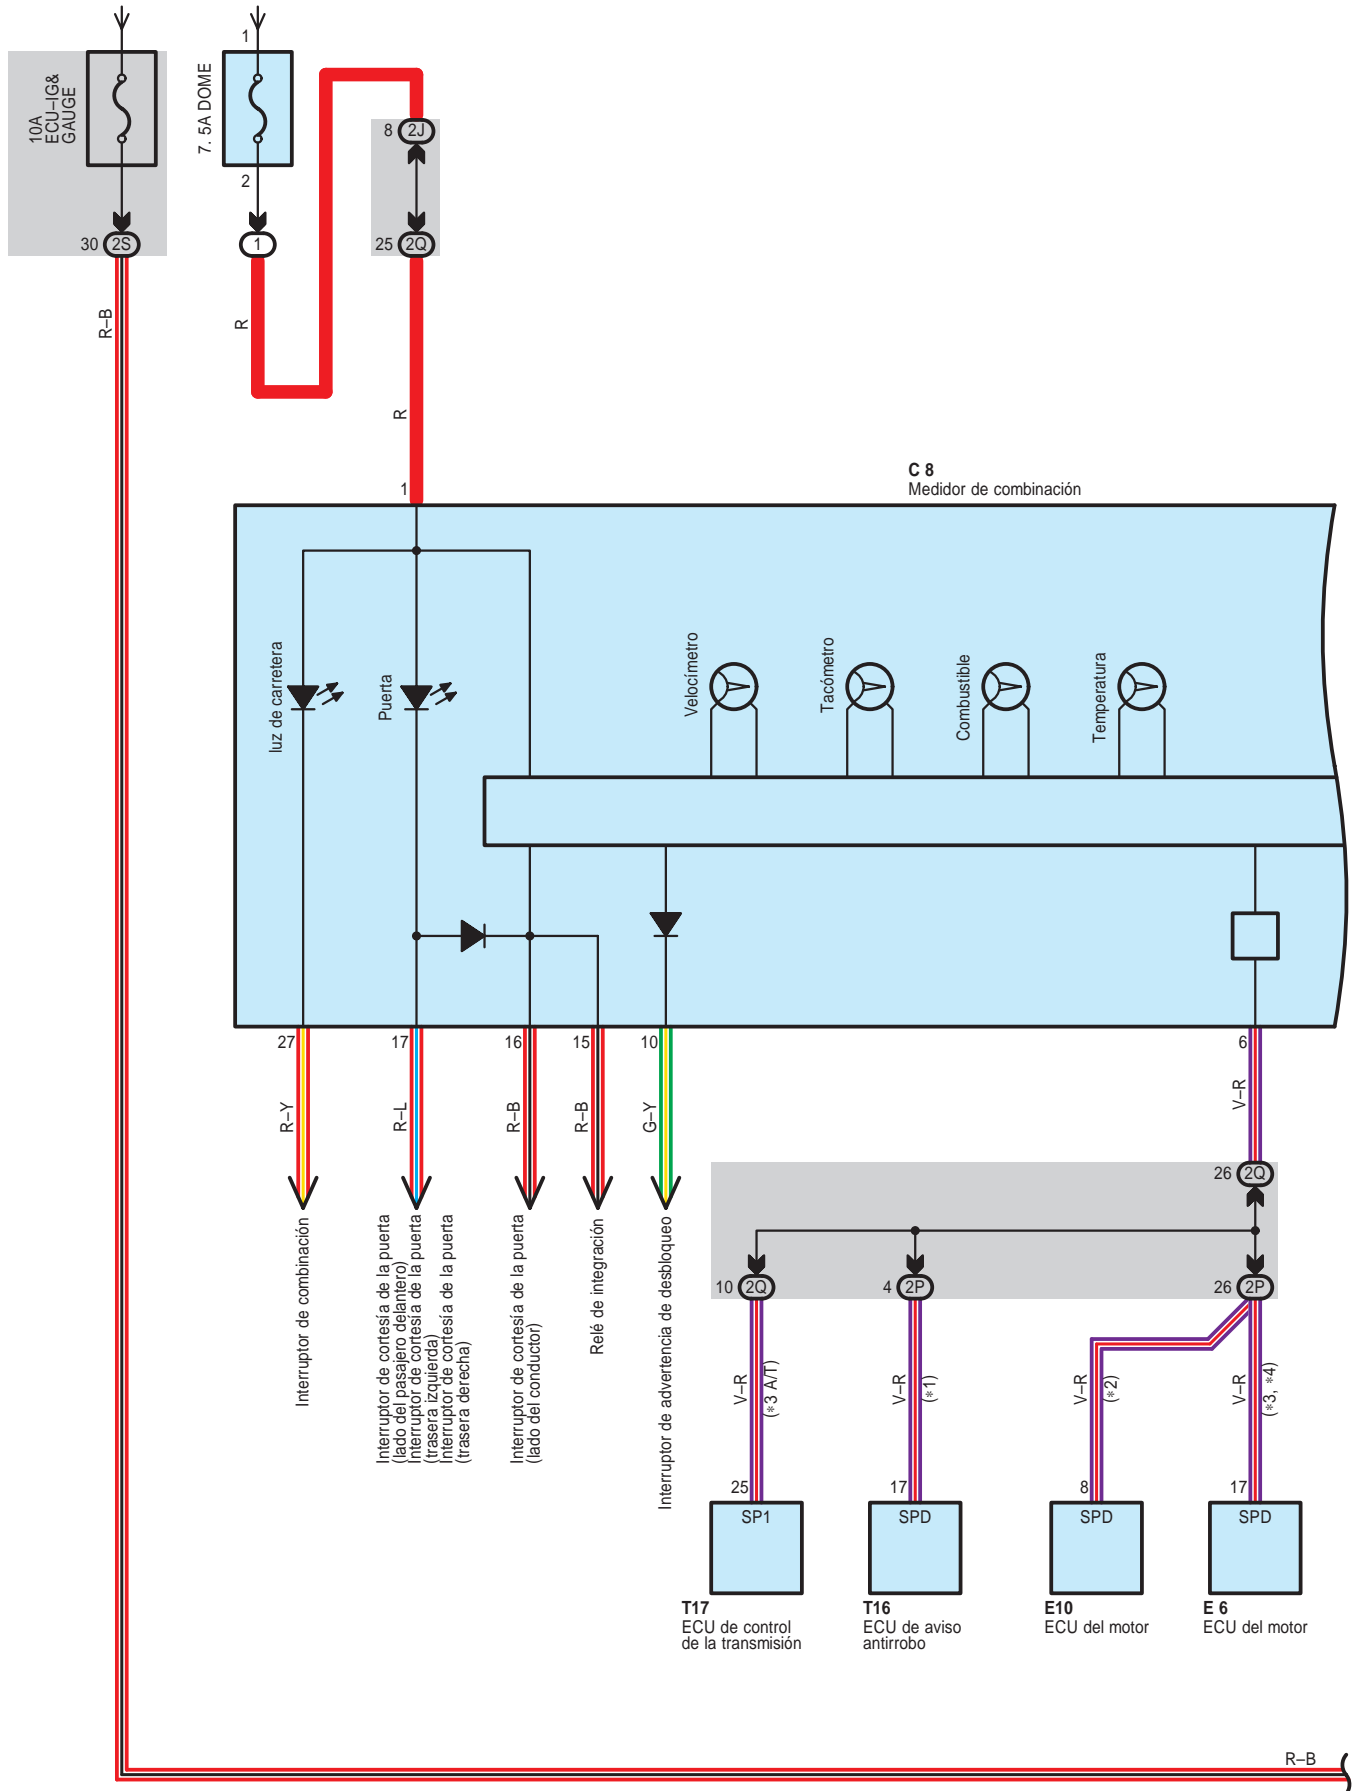 1
10A
ECU–IG&
GAUGE
7. 5A DOME
2
8 2J
30 2S
1
25 2Q
R–B
R
R
1
C 8
Medidor de combinación
luz de carretera
Puerta
Velocímetro
Tacómetro
Combustible
Temperatura
27
17
16
15
10
6
R–Y
R–L
R–B
R–B
G–Y
V–R
26 2Q
Interruptor de combinación
Interruptor de cortesía de la puerta
(lado del pasajero delantero)
Interruptor de cortesía de la puerta
(trasera izquierda)
Interruptor de cortesía de la puerta
(trasera derecha)
Interruptor de cortesía de la puerta
(lado del conductor)
Relé de integración
Interruptor de advertencia de desbloqueo
10 2Q
4 2P
26 2P
V–R
(*3 A/T)
V–R
(*1)
V–R
(*2)
V–R
(*3, *4)
25
17
8
17
SP1
SPD
SPD
SPD
T17
ECU de control
de la transmisión
T16
ECU de aviso
antirrobo
E10
ECU del motor
E 6
ECU del motor
R–B